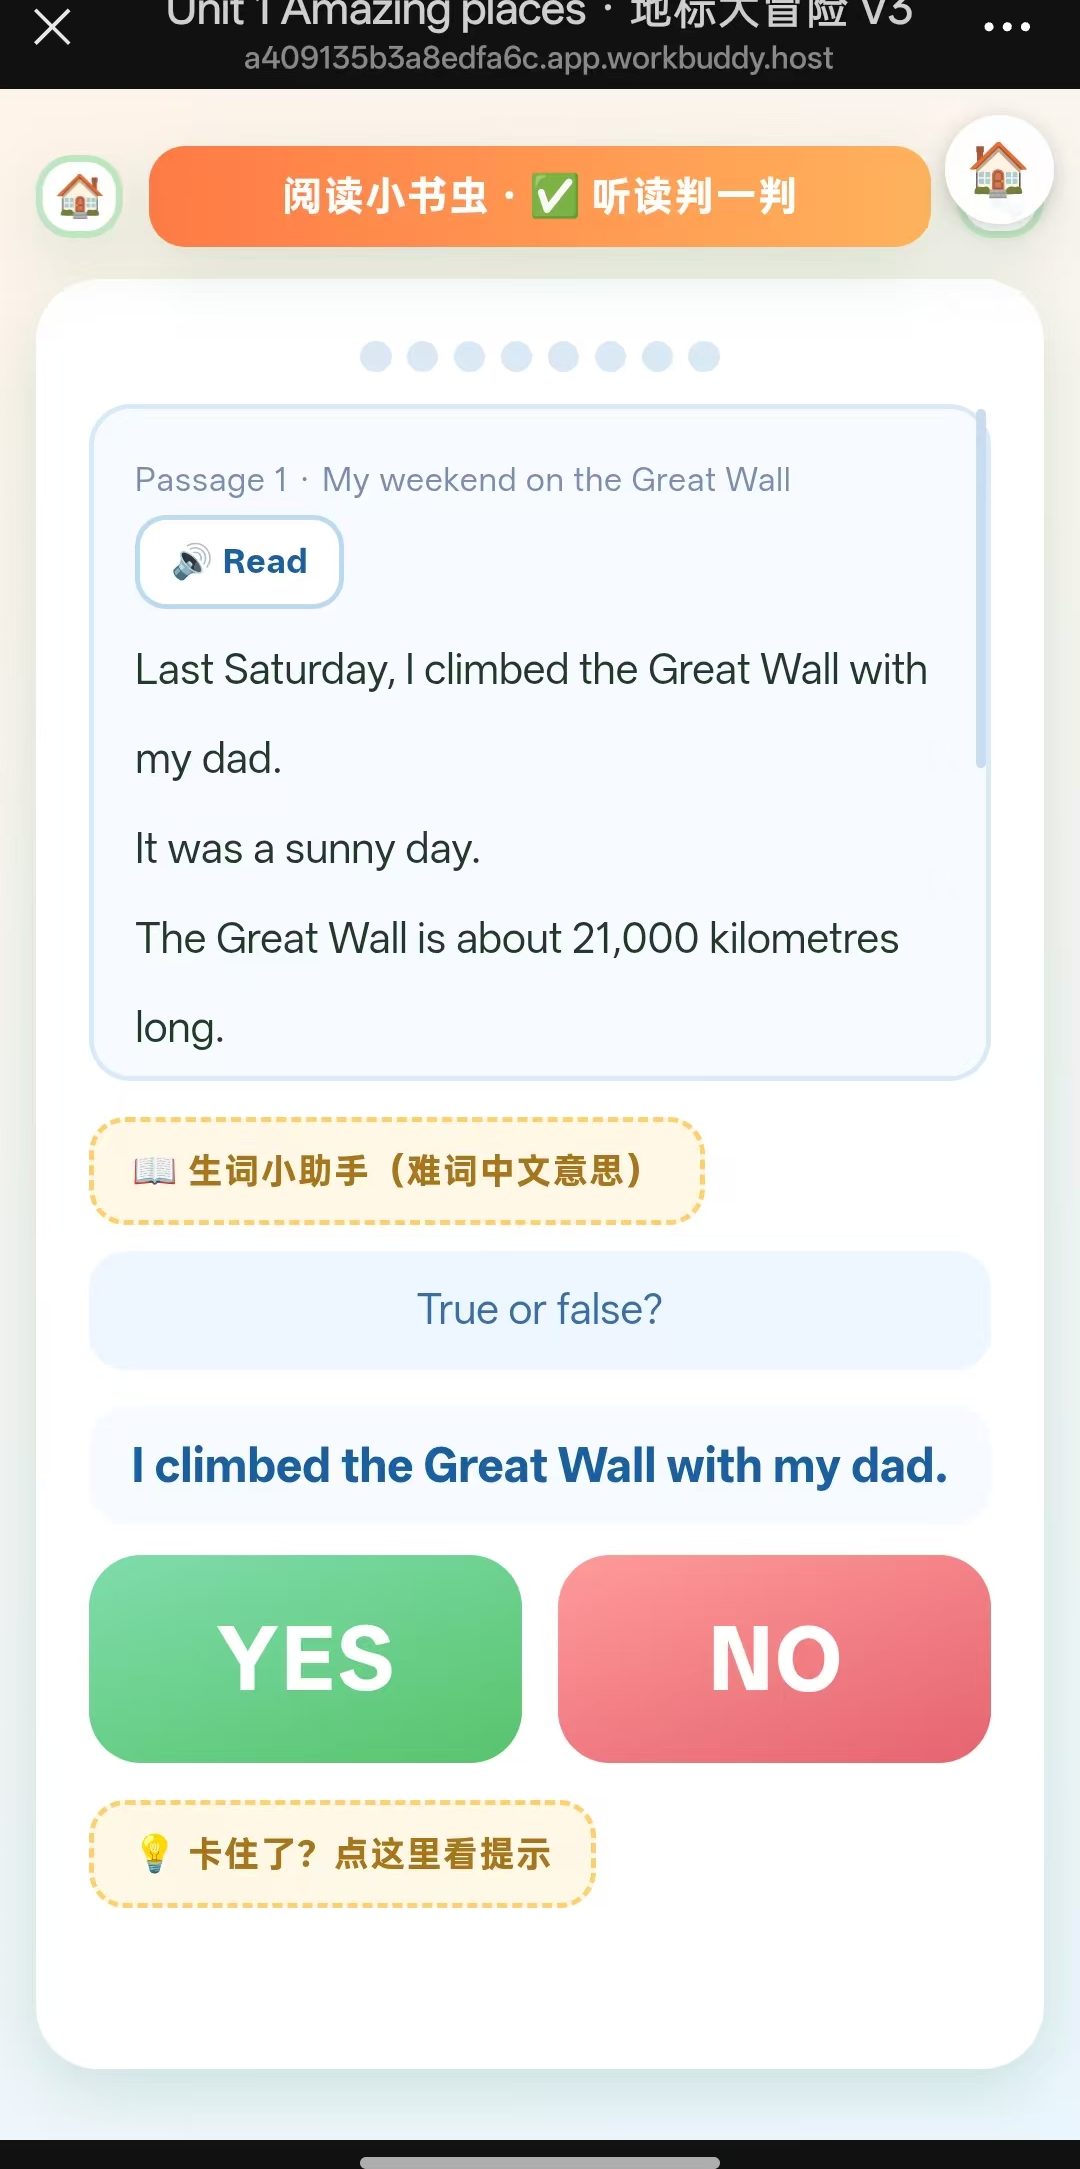 Unit 1 Amazing places · 地标大冒险 V3
a409135b3a8edfa6c.app.workbuddy.host
阅读小书虫 · ✅ 听读判一判
Passage 1 · My weekend on the Great Wall
🔊 Read
Last Saturday, I climbed the Great Wall with
my dad.
It was a sunny day.
The Great Wall is about 21,000 kilometres
long.
📖 生词小助手（难词中文意思）
True or false?
I climbed the Great Wall with my dad.
YES
NO
💡 卡住了？点这里看提示